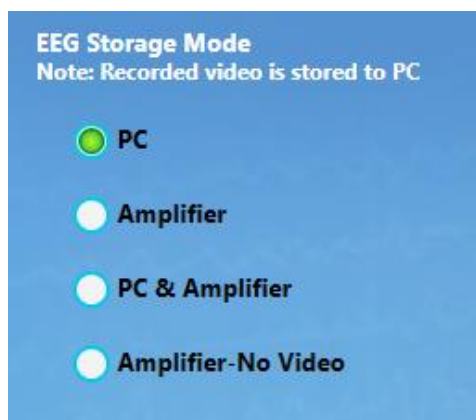 EEG Storage Mode
Note: Recorded video is stored to PC
PC
Amplifier
PC & Amplifier
Amplifier-No Video